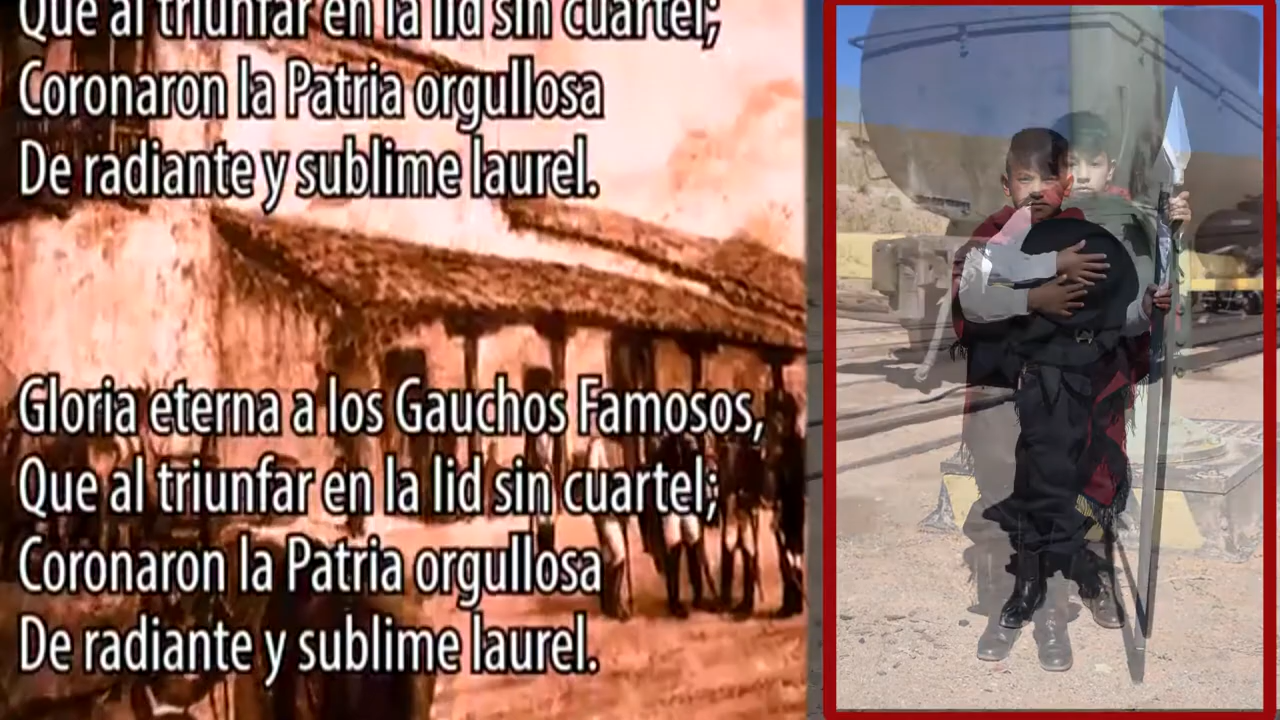 Que al triunfar en la lid sin cuartel;
Coronaron la Patria orgullosa
De radiante y sublime laurel.
Gloria eterna a los Gauchos Famosos,
Que al triunfar en la lid sin cuartel;
Coronaron la Patria orgullosa
De radiante y sublime laurel.